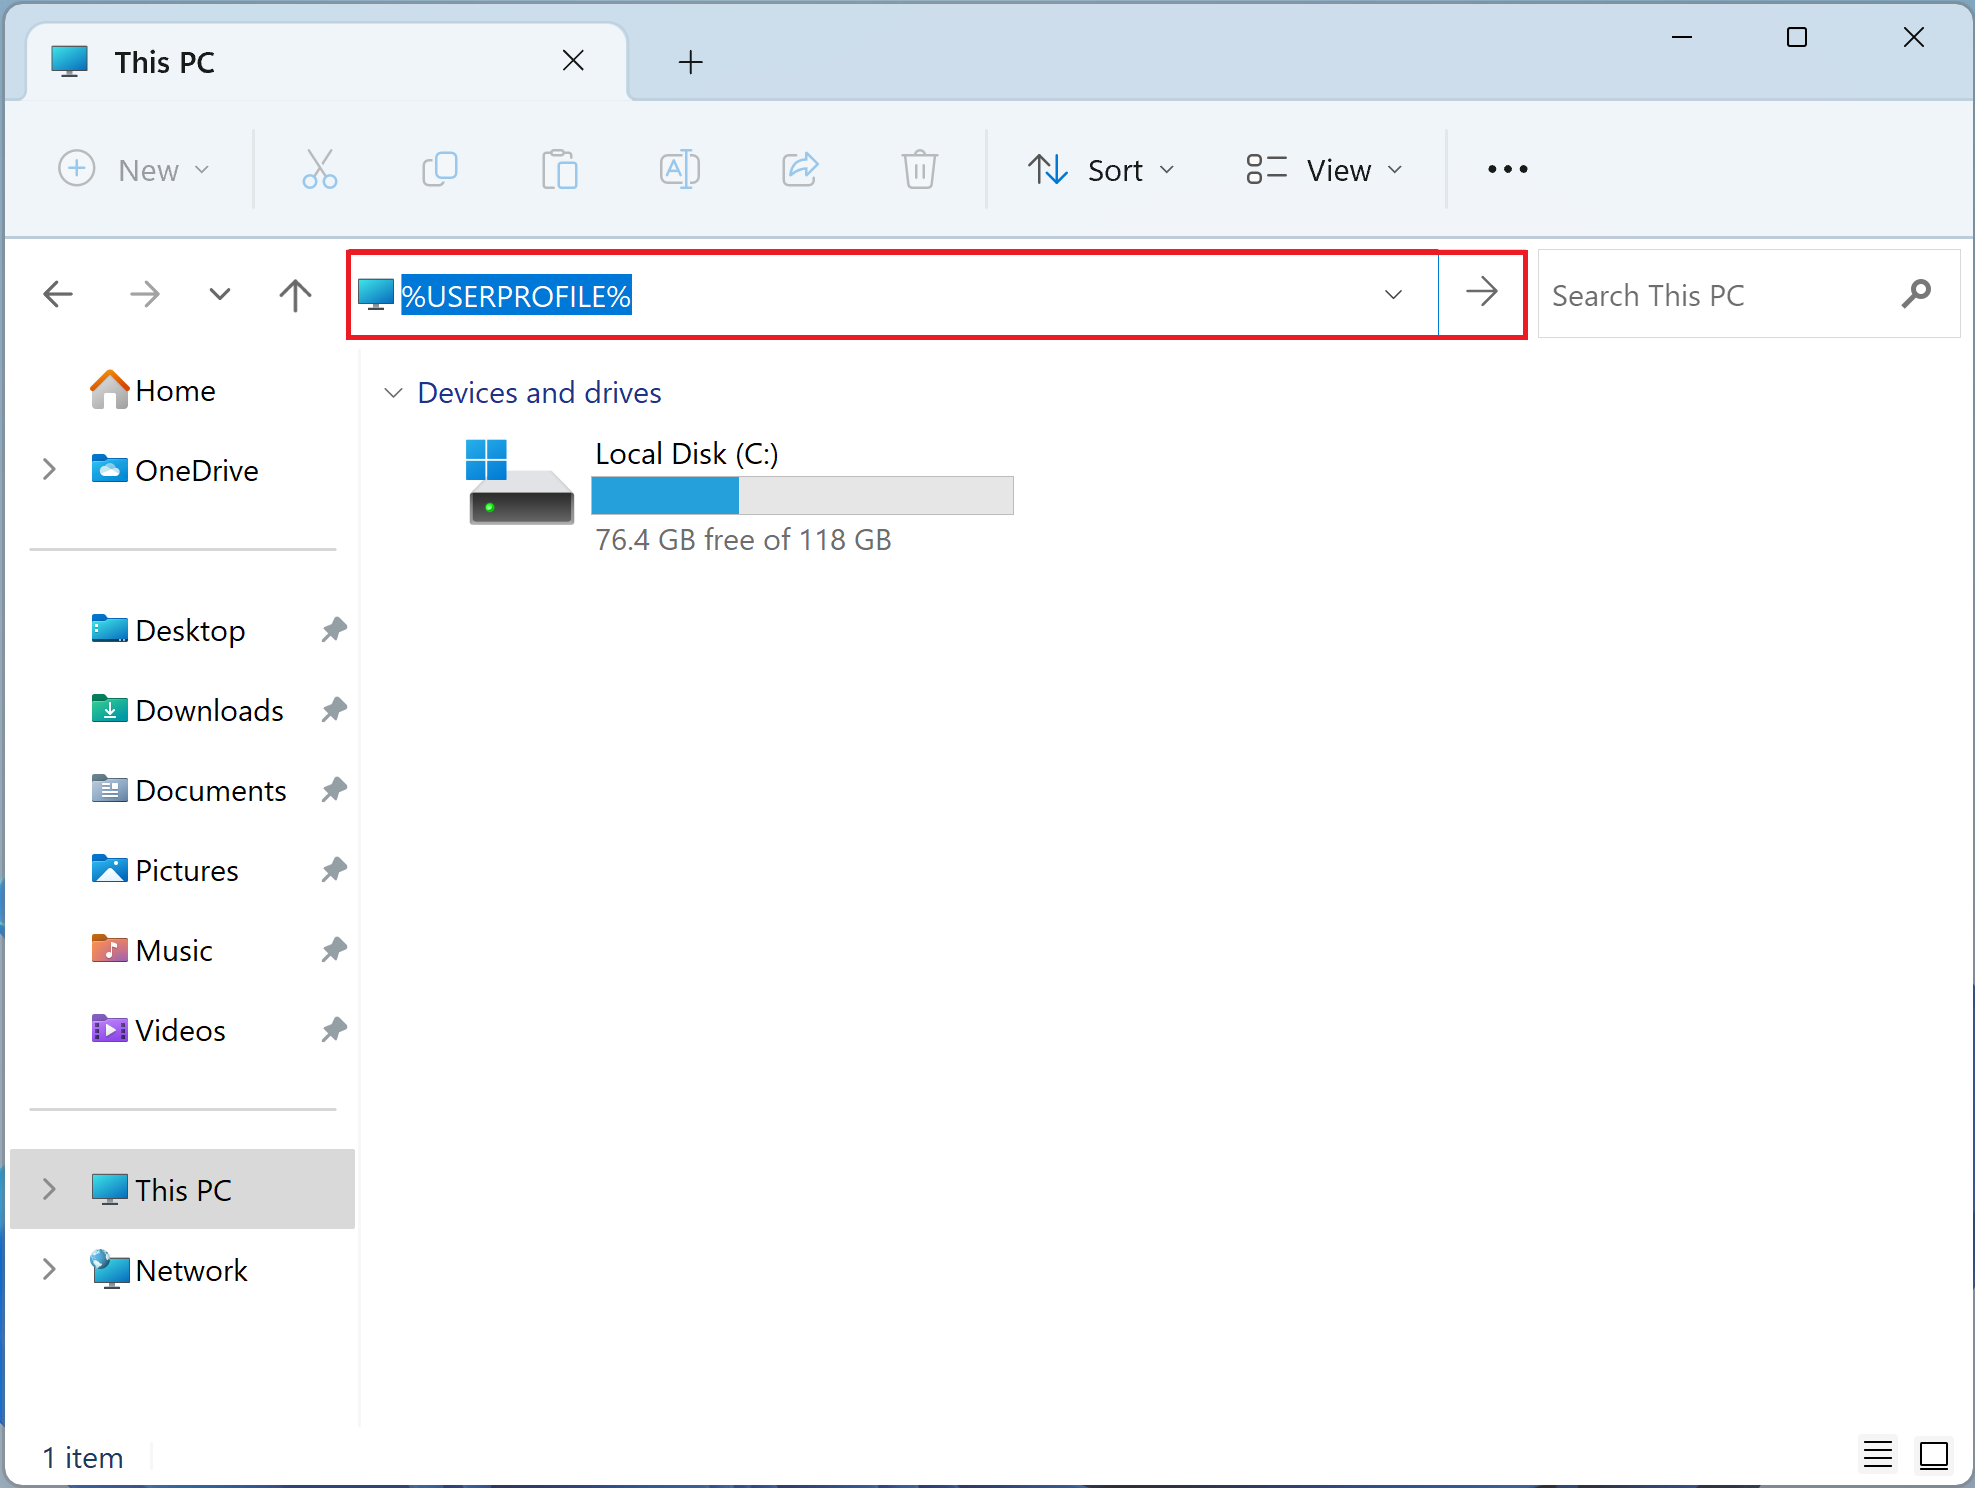 This PC
New
Sort
View
%USERPROFILE%
Search This PC
Home
OneDrive
Desktop
Downloads
Documents
Pictures
Music
Videos
This PC
Network
Devices and drives
Local Disk (C:)
76.4 GB free of 118 GB
1 item